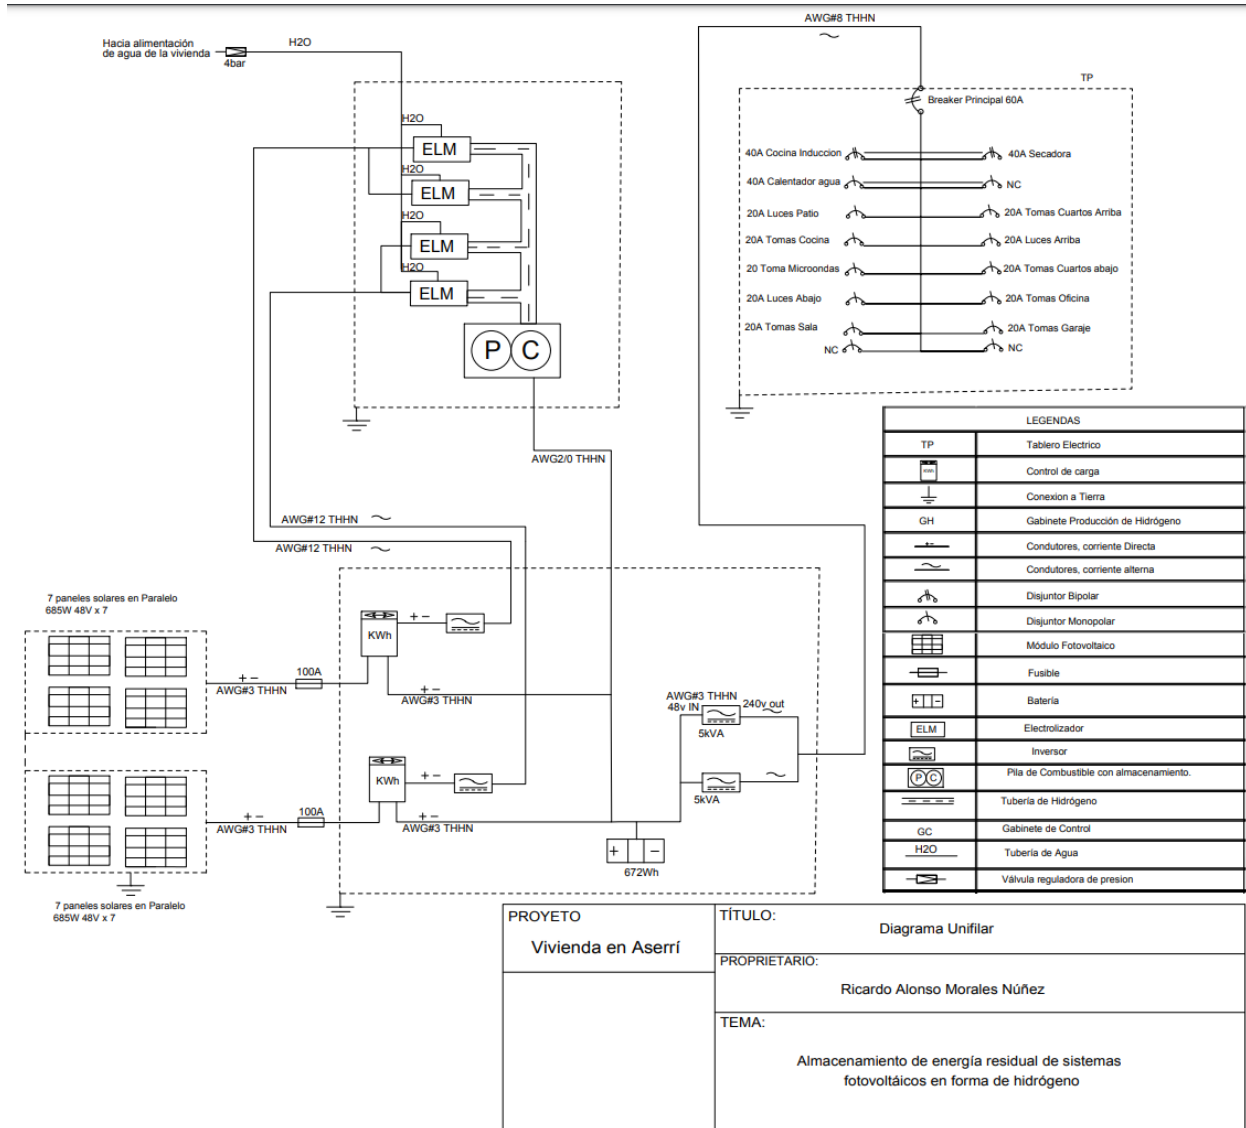 AWG#8 THHN
Hacia alimentación
de agua de la vivienda
H2O
4bar
TP
Breaker Principal 60A
H2O
ELM
H2O
ELM
H2O
ELM
H2O
ELM
P C
40A Cocina Induccion
40A Secadora
40A Calentador agua
NC
20A Luces Patio
20A Tomas Cuartos Arriba
20A Tomas Cocina
20A Luces Arriba
20 Toma Microondas
20A Tomas Cuartos abajo
20A Luces Abajo
20A Tomas Oficina
20A Tomas Sala
20A Tomas Garaje
NC
NC
AWG2/0 THHN
AWG#12 THHN
AWG#12 THHN
7 paneles solares en Paralelo
685W 48V x 7
+ -
AWG#3 THHN
100A
KWh
+ -
+ -
AWG#3 THHN
AWG#3 THHN
48v IN
240v out
5kVA
KWh
+ -
+ -
AWG#3 THHN
100A
+ -
AWG#3 THHN
5kVA
+ -
672Wh
7 paneles solares en Paralelo
685W 48V x 7
LEGENDAS
TP Tablero Electrico
KWh Control de carga
Conexion a Tierra
GH Gabinete Producción de Hidrógeno
+ - Condutores, corriente Directa
Condutores, corriente alterna
Disjuntor Bipolar
Disjuntor Monopolar
Módulo Fotovoltaico
Fusible
+ - Batería
ELM Electrolizador
Inversor
P C Pila de Combustible con almacenamiento.
Tubería de Hidrógeno
GC Gabinete de Control
H2O Tubería de Agua
Válvula reguladora de presion
PROYETO
Vivienda en Aserrí
TÍTULO:
Diagrama Unifilar
PROPRIETARIO:
Ricardo Alonso Morales Núñez
TEMA:
Almacenamiento de energía residual de sistemas
fotovoltáicos en forma de hidrógeno